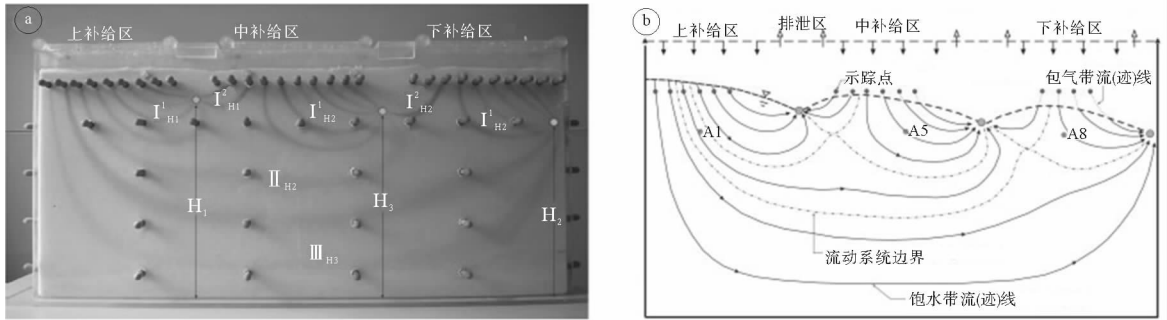 a
上补给区 中补给区 下补给区
I¹H1 I²H1 I¹H2 I²H2 I¹H2
ⅡH2
H1 H3 H2
ⅢH3
b
上补给区 排泄区 中补给区 下补给区
示踪点 包气带流(迹)线
A1 A5 A8
流动系统边界
饱水带流(迹)线